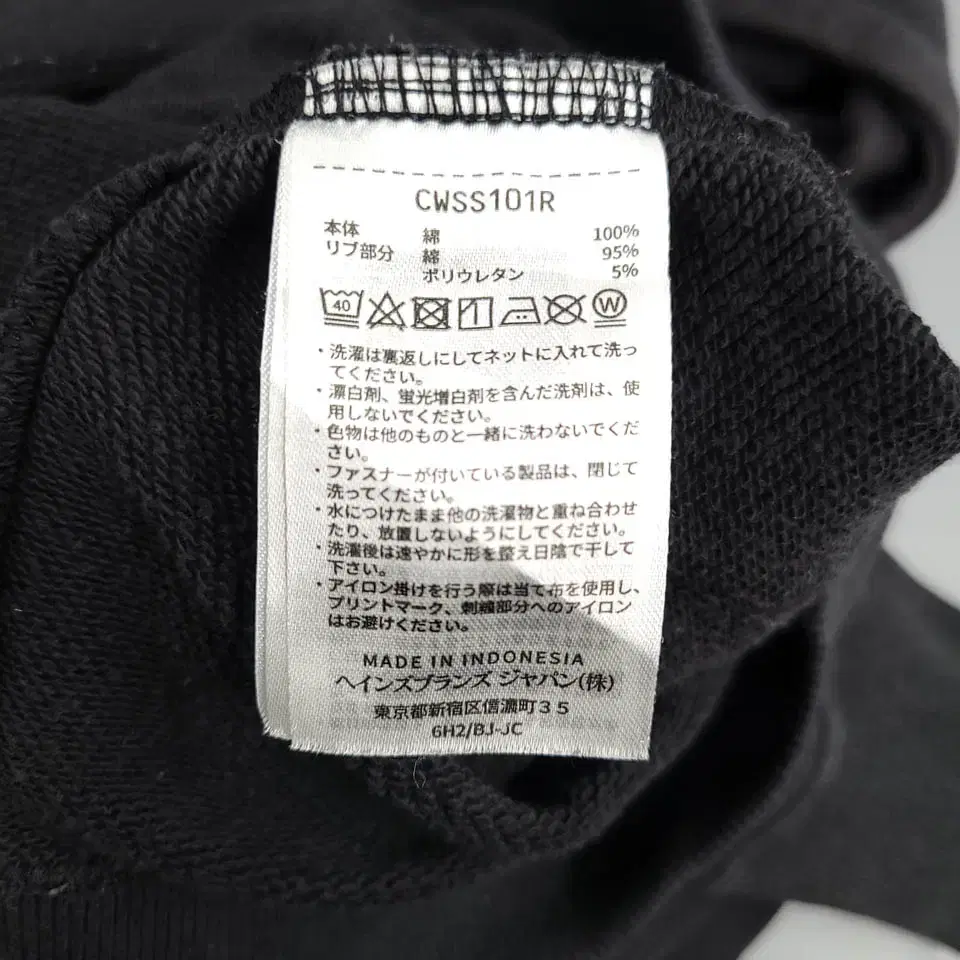 CWSS101R
本体 綿 100%
リブ部分 綿 95%
ポリウレタン 5%
40 W
・洗濯は裏返しにしてネットに入れて洗っ
てください。
・漂白剤、蛍光増白剤を含んだ洗剤は、使
用しないでください。
・色物は他のものと一緒に洗わないでくだ
さい。
・ファスナーが付いている製品は、閉じて
洗ってください。
・水につけたまま他の洗濯物と重ね合わせ
たり、放置しないようにしてください。
・洗濯後は速やかに形を整え日陰で干して
下さい。
・アイロン掛けを行う際は当て布を使用し、
プリントマーク、刺繍部分へのアイロン
はお避けください。
MADE IN INDONESIA
ヘインズブランズ ジャパン(株)
東京都新宿区信濃町35
6H2/BJ-JC